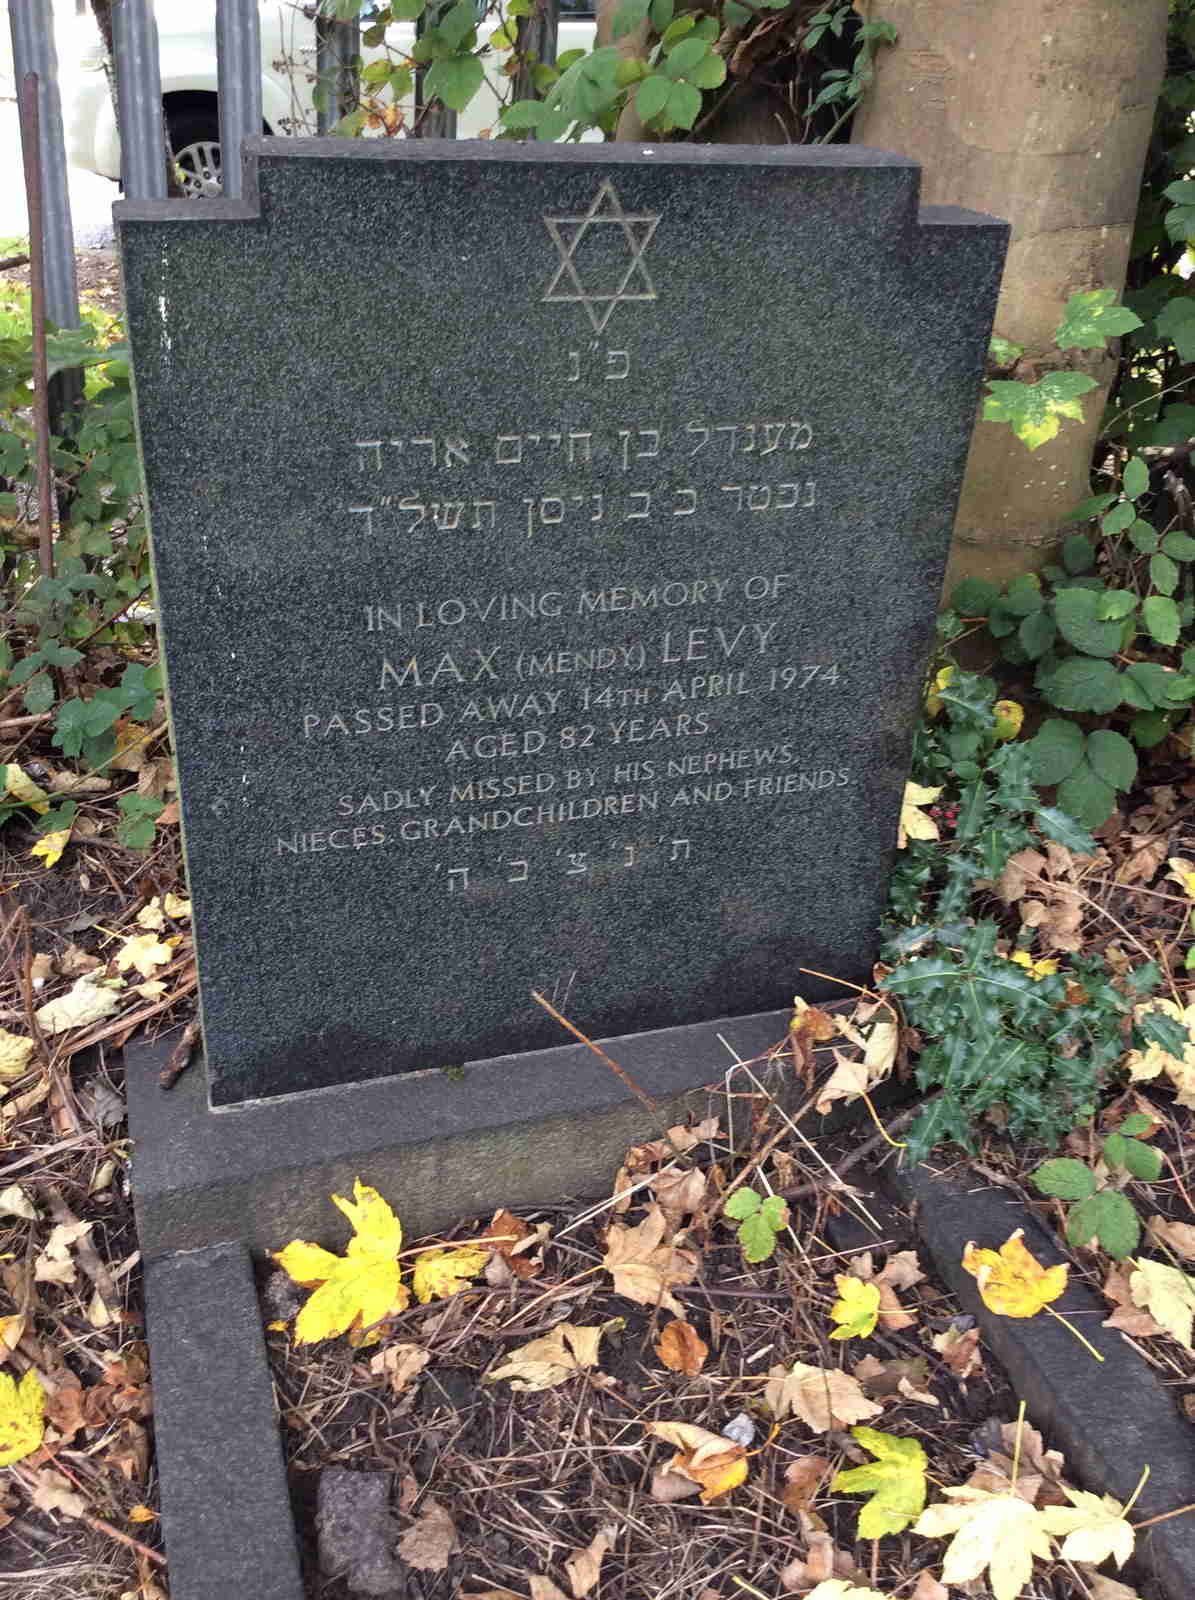 פ"נ
מענדל בן חיים אריה
נפטר כ"ב ניסן תשל"ד
IN LOVING MEMORY OF
MAX (MENDY) LEVY
PASSED AWAY 14TH APRIL 1974
AGED 82 YEARS
SADLY MISSED BY HIS NEPHEWS,
NIECES, GRANDCHILDREN AND FRIENDS
ת' נ' צ' ב' ה'